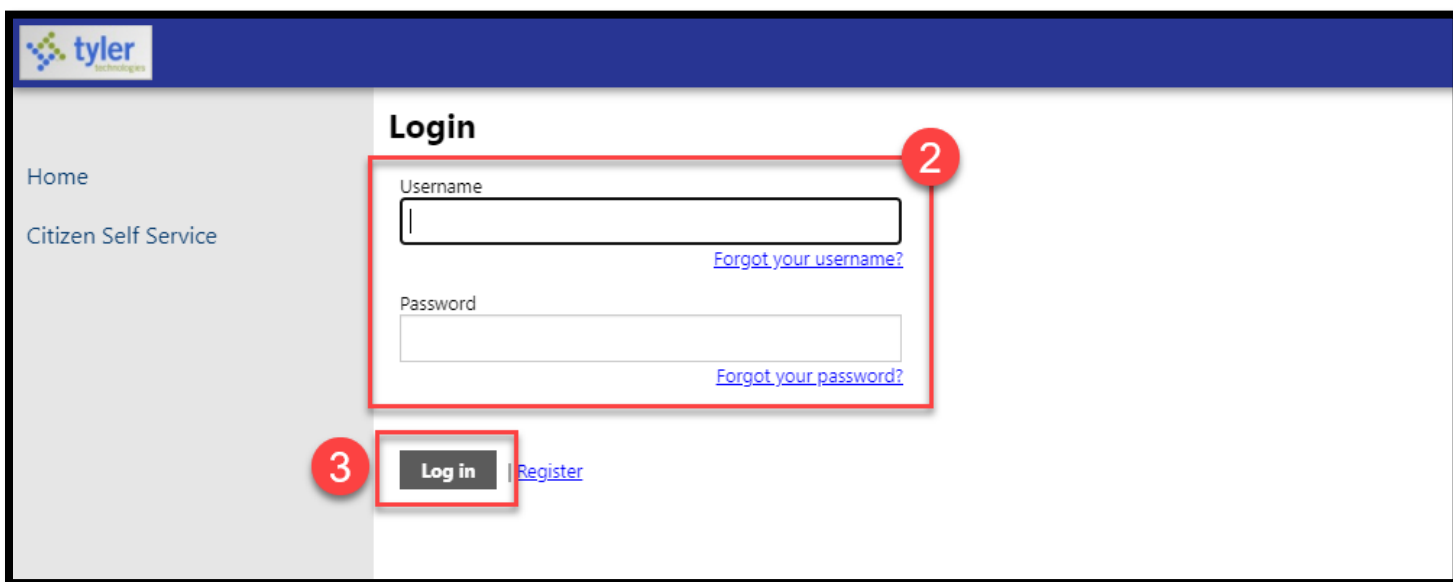 tyler
technologies
Login
2
Home
Username
Citizen Self Service
Forgot your username?
Password
Forgot your password?
3
Log in | Register